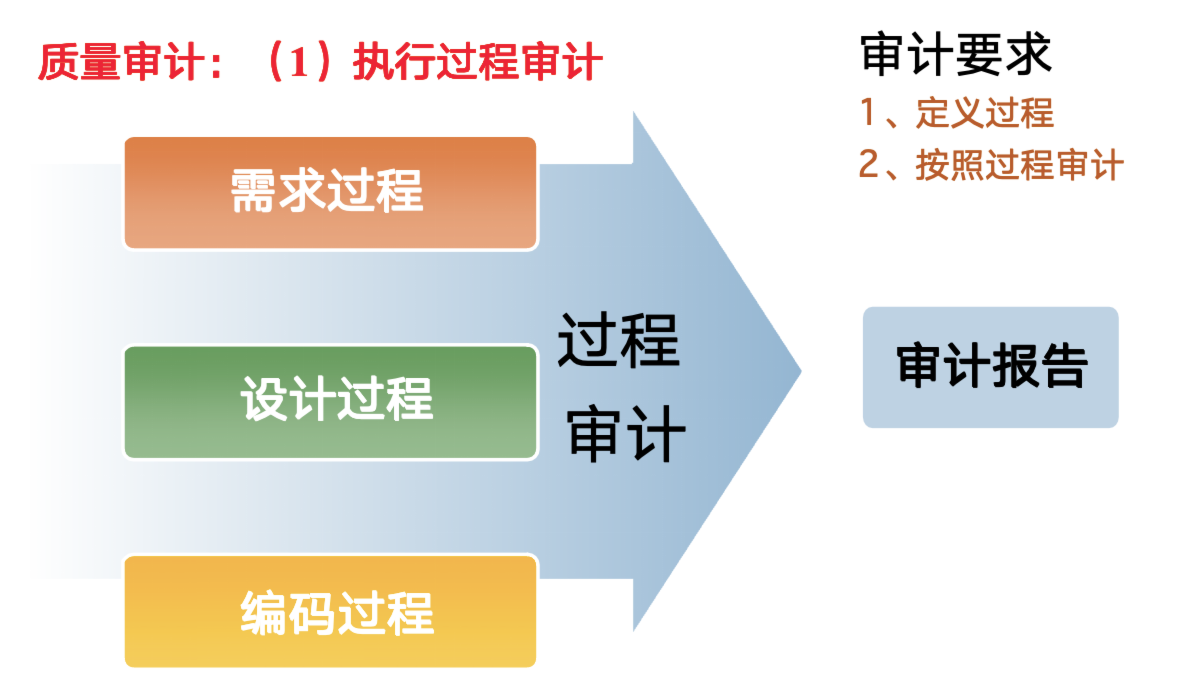 质量审计：（1）执行过程审计
审计要求
1、定义过程
2、按照过程审计
需求过程
设计过程
编码过程
过程
审计
审计报告